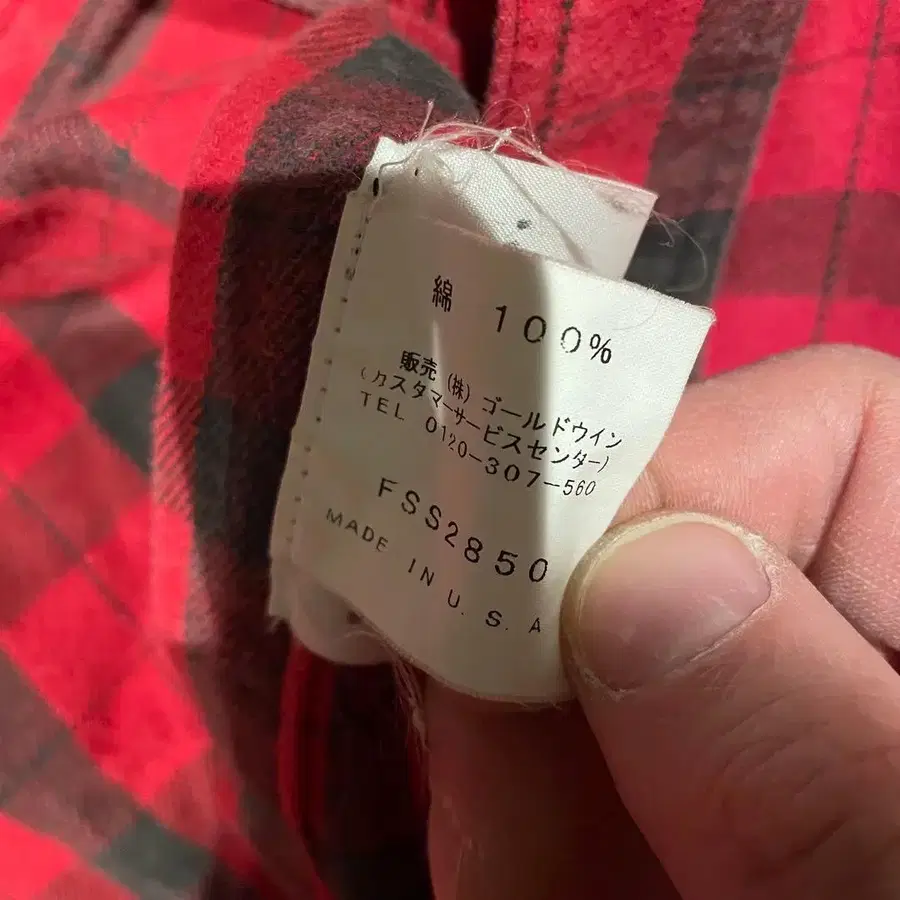 綿 100%
販売 (株) ゴールドウイン
(カスタマーサービスセンター)
TEL 0120-307-560
FSS2850
MADE IN U.S.A